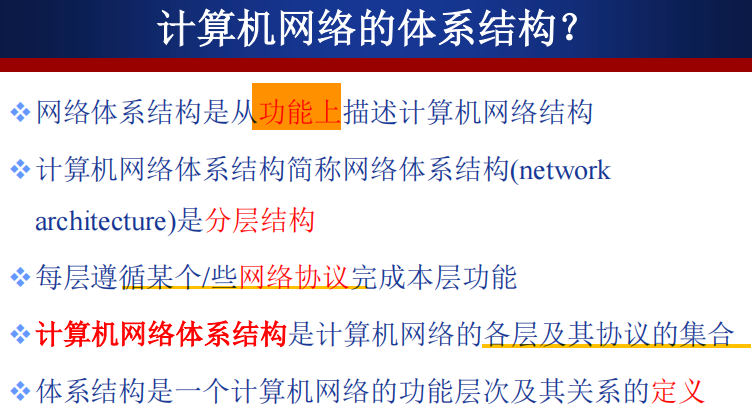 计算机网络的体系结构？
网络体系结构是从功能上描述计算机网络结构
计算机网络体系结构简称网络体系结构(network
architecture)是分层结构
每层遵循某个/些网络协议完成本层功能
计算机网络体系结构是计算机网络的各层及其协议的集合
体系结构是一个计算机网络的功能层次及其关系的定义